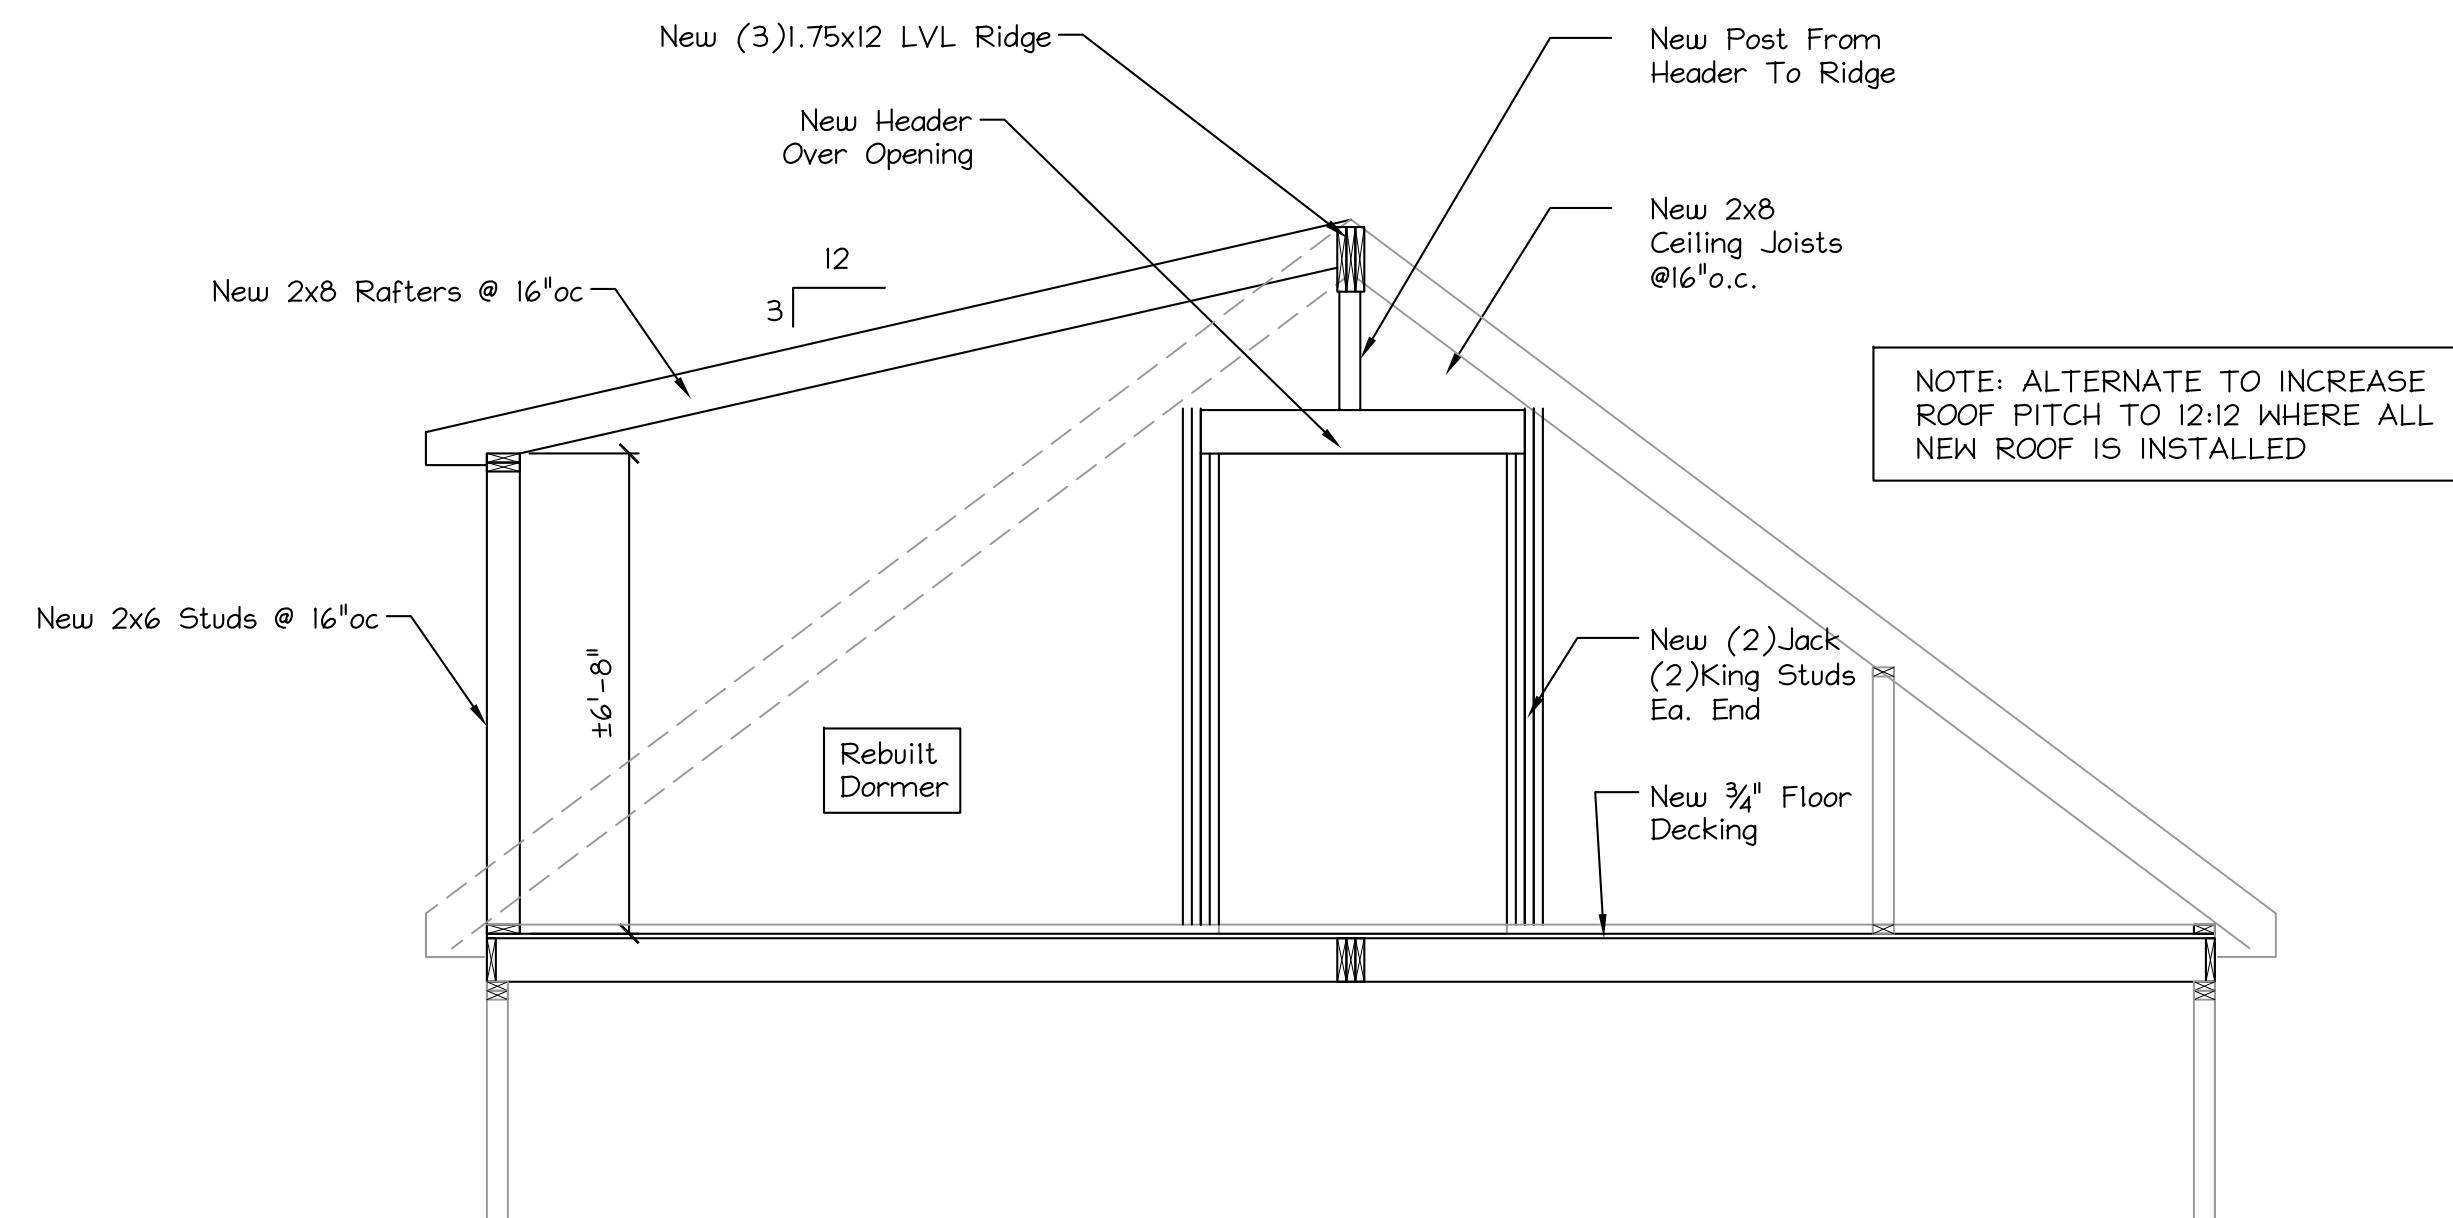 New (3)1.75x12 LVL Ridge
New Post From
Header To Ridge
New Header
Over Opening
New 2x8
Ceiling Joists
@16"o.c.
12
3
New 2x8 Rafters @ 16"oc
NOTE: ALTERNATE TO INCREASE
ROOF PITCH TO 12:12 WHERE ALL
NEW ROOF IS INSTALLED
New 2x6 Studs @ 16"oc
±6'-8"
New (2)Jack
(2)King Studs
Ea. End
Rebuilt
Dormer
New ¾" Floor
Decking